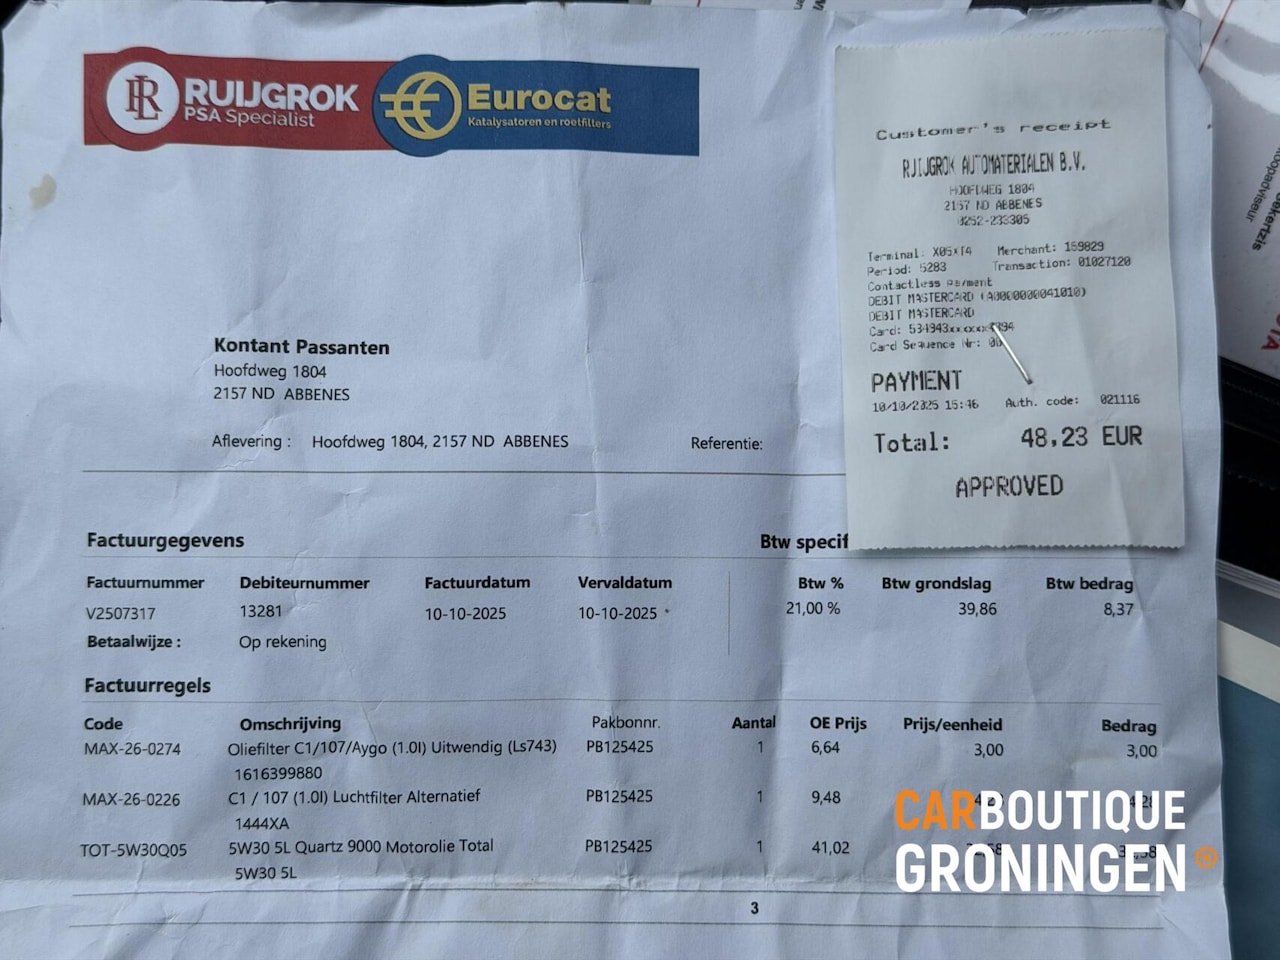 RUIJGROK
PSA Specialist
Eurocat
Katalysatoren en roetfilters
Customer's receipt
RUIJGROK AUTOMATERIALEN B.V.
HOOFDWEG 1804
2157 ND ABBENES
0252-233305
Terminal: X05xT4 Merchant: 159829
Period: 5283 Transaction: 01027120
Contactless Payment
DEBIT MASTERCARD (A0000000041010)
DEBIT MASTERCARD
Card:
Card Sequence Nr:
PAYMENT
10/10/2025 15:46 Auth. code: 021116
Total: 48,23 EUR
APPROVED
Kontant Passanten
Hoofdweg 1804
2157 ND ABBENES
Aflevering : Hoofdweg 1804, 2157 ND ABBENES Referentie:
Factuurgegevens Btw specif
Factuurnummer Debiteurnummer Factuurdatum Vervaldatum Btw % Btw grondslag Btw bedrag
V2507317 13281 10-10-2025 10-10-2025 21,00 % 39,86 8,37
Betaalwijze : Op rekening
Factuurregels
Code Omschrijving Pakbonnr. Aantal OE Prijs Prijs/eenheid Bedrag
MAX-26-0274 Oliefilter C1/107/Aygo (1.0l) Uitwendig (Ls743) PB125425 1 6,64 3,00 3,00
1616399880
MAX-26-0226 C1 / 107 (1.0l) Luchtfilter Alternatief PB125425 1 9,48
1444XA
TOT-5W30Q05 5W30 5L Quartz 9000 Motorolie Total PB125425 1 41,02
5W30 5L
3
CARBOUTIQUE
GRONINGEN